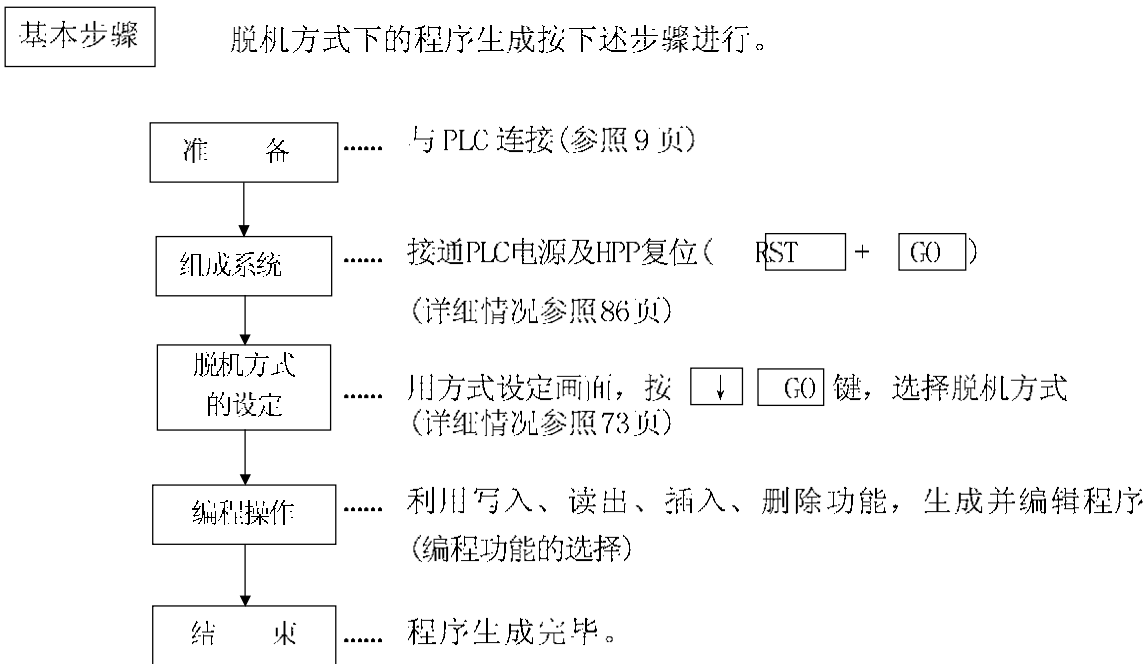 基本步骤
脱机方式下的程序生成按下述步骤进行。
准 备 …… 与 PLC 连接(参照 9 页)
组成系统 …… 接通PLC电源及HPP复位( RST + GO )
(详细情况参照86页)
脱机方式
的设定 …… 用方式设定画面，按 ↓ GO 键，选择脱机方式
(详细情况参照73页)
编程操作 …… 利用写入、读出、插入、删除功能，生成并编辑程序
(编程功能的选择)
结 束 …… 程序生成完毕。